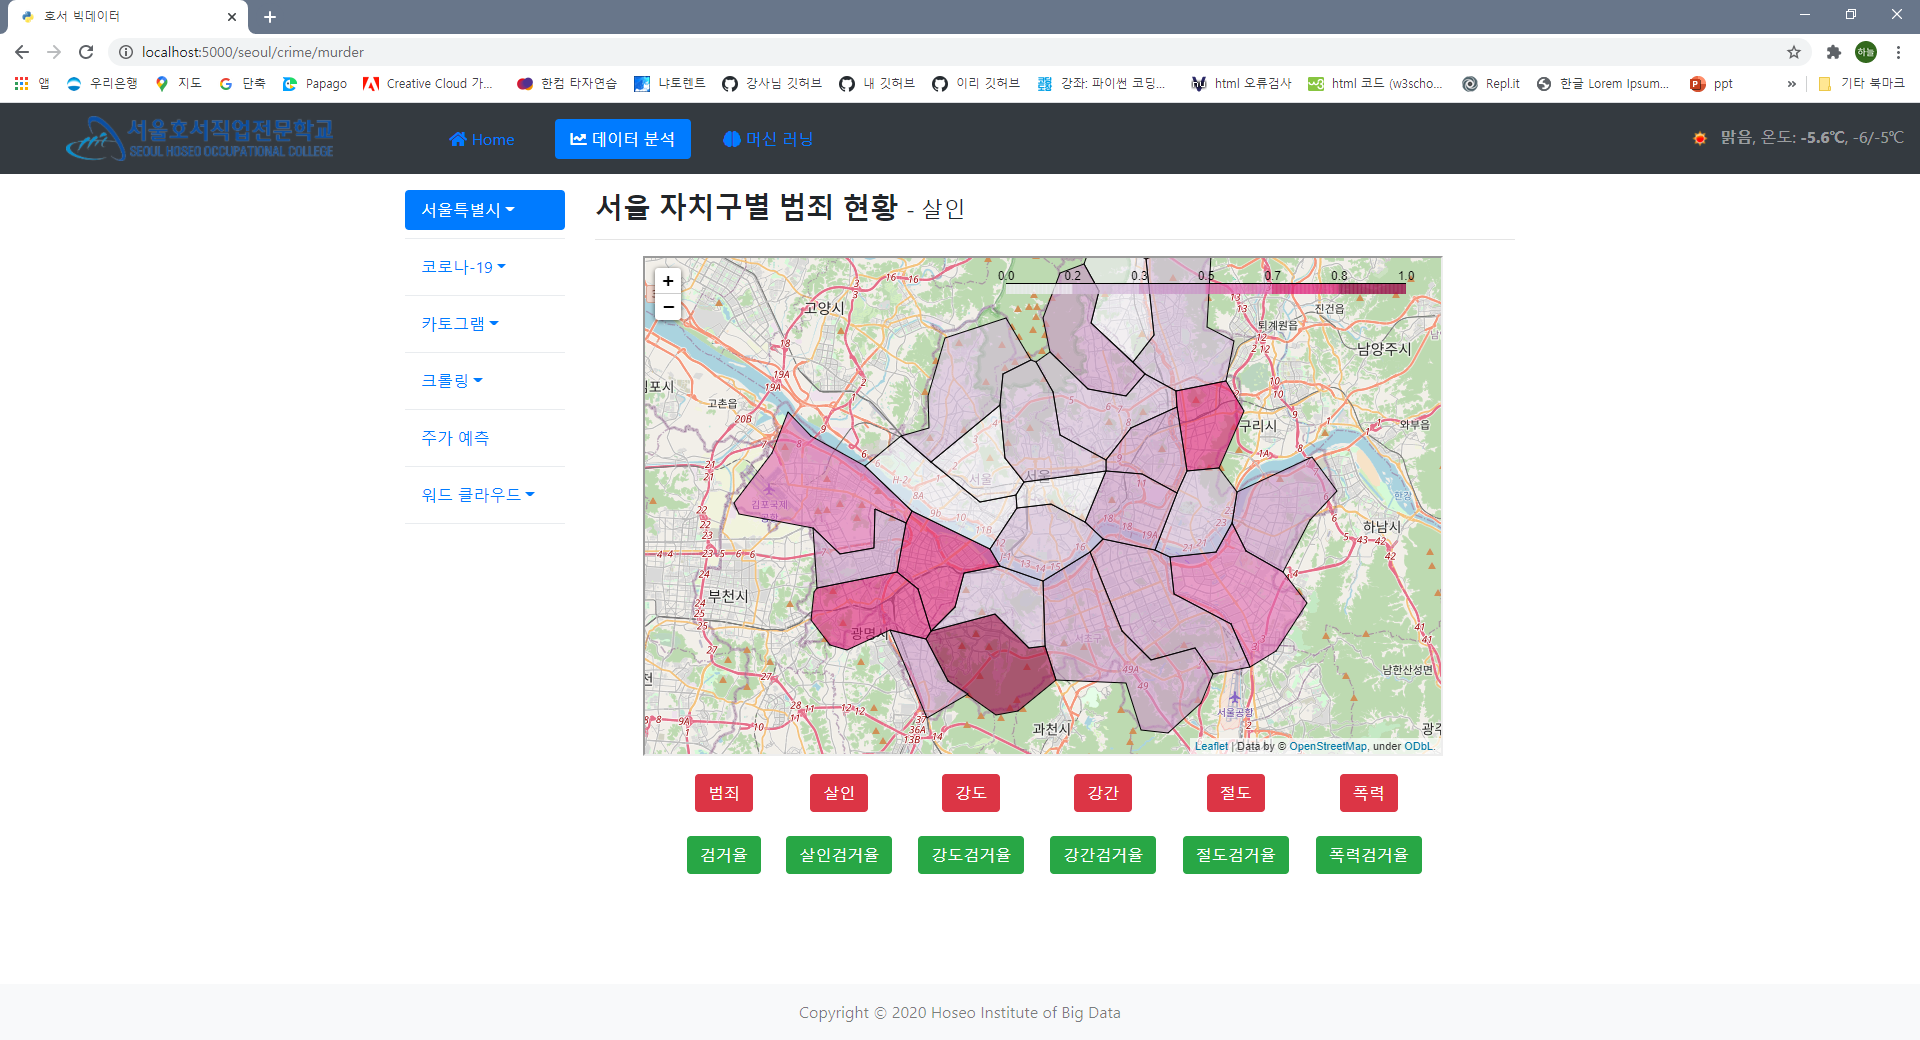 호서 빅데이터
localhost:5000/seoul/crime/murder
하늘
앱 우리은행 지도 단축 Papago Creative Cloud 가... 한컴 타자연습 나토렌트 강사님 깃허브 내 깃허브 이리 깃허브 강좌: 파이썬 코딩... html 오류검사 html 코드 (w3scho... Repl.it 한글 Lorem Ipsum... ppt » 기타 북마크
서울호서직업전문학교
SEOUL HOSEO OCCUPATIONAL COLLEGE
Home 데이터 분석 머신 러닝
맑음, 온도: -5.6℃, -6/-5℃
서울특별시
코로나-19
카토그램
크롤링
주가 예측
워드 클라우드
서울 자치구별 범죄 현황 - 살인
+
−
0.0 0.2 0.3 0.5 0.7 0.8 1.0
고양시
진건읍
퇴계원읍
남양주시
김포시
고촌읍
구리시
와부읍
서울 서울
김포국제공항
한강
하남시
부천시
광명시
서초구
남한산성면
서울공항
과천시
광주
Leaflet | Data by © OpenStreetMap, under ODbL.
범죄 살인 강도 강간 절도 폭력
검거율 살인검거율 강도검거율 강간검거율 절도검거율 폭력검거율
Copyright © 2020 Hoseo Institute of Big Data